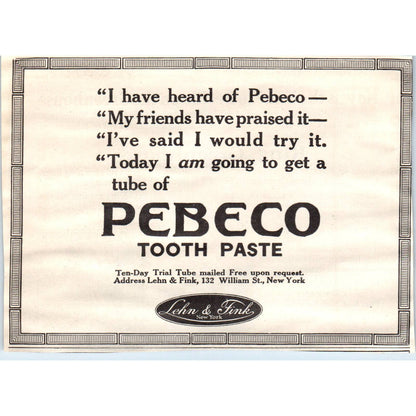 "I have heard of Pebeco—
"My friends have praised it—
"I've said I would try it.
"Today I am going to get a
tube of
PEBECO
TOOTH PASTE
Ten-Day Trial Tube mailed Free upon request.
Address Lehn & Fink, 132 William St., New York
Lehn & Fink
New York